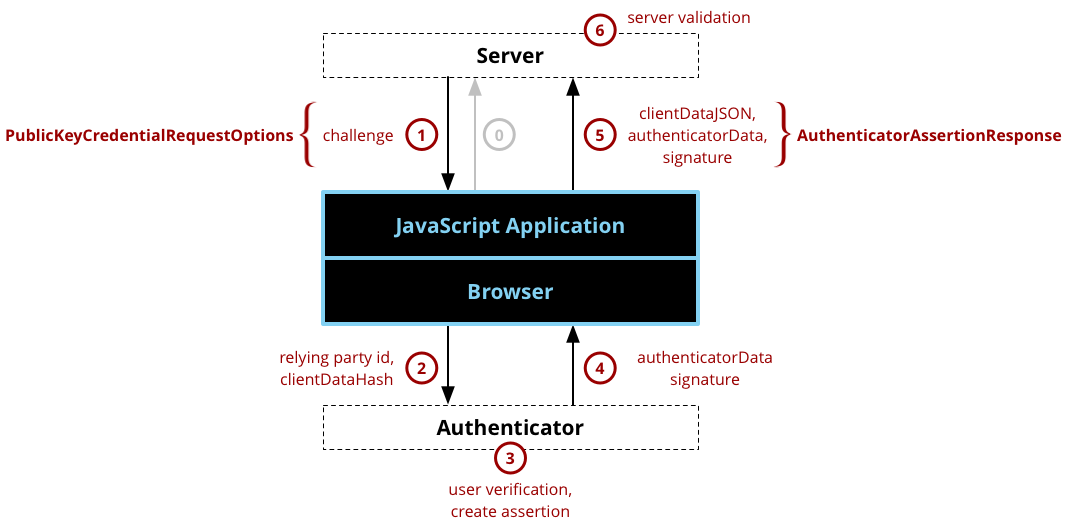 6
server validation
Server
PublicKeyCredentialRequestOptions
challenge
1
0
5
clientDataJSON,
authenticatorData,
signature
AuthenticatorAssertionResponse
JavaScript Application
Browser
relying party id,
clientDataHash
2
4
authenticatorData
signature
Authenticator
3
user verification,
create assertion